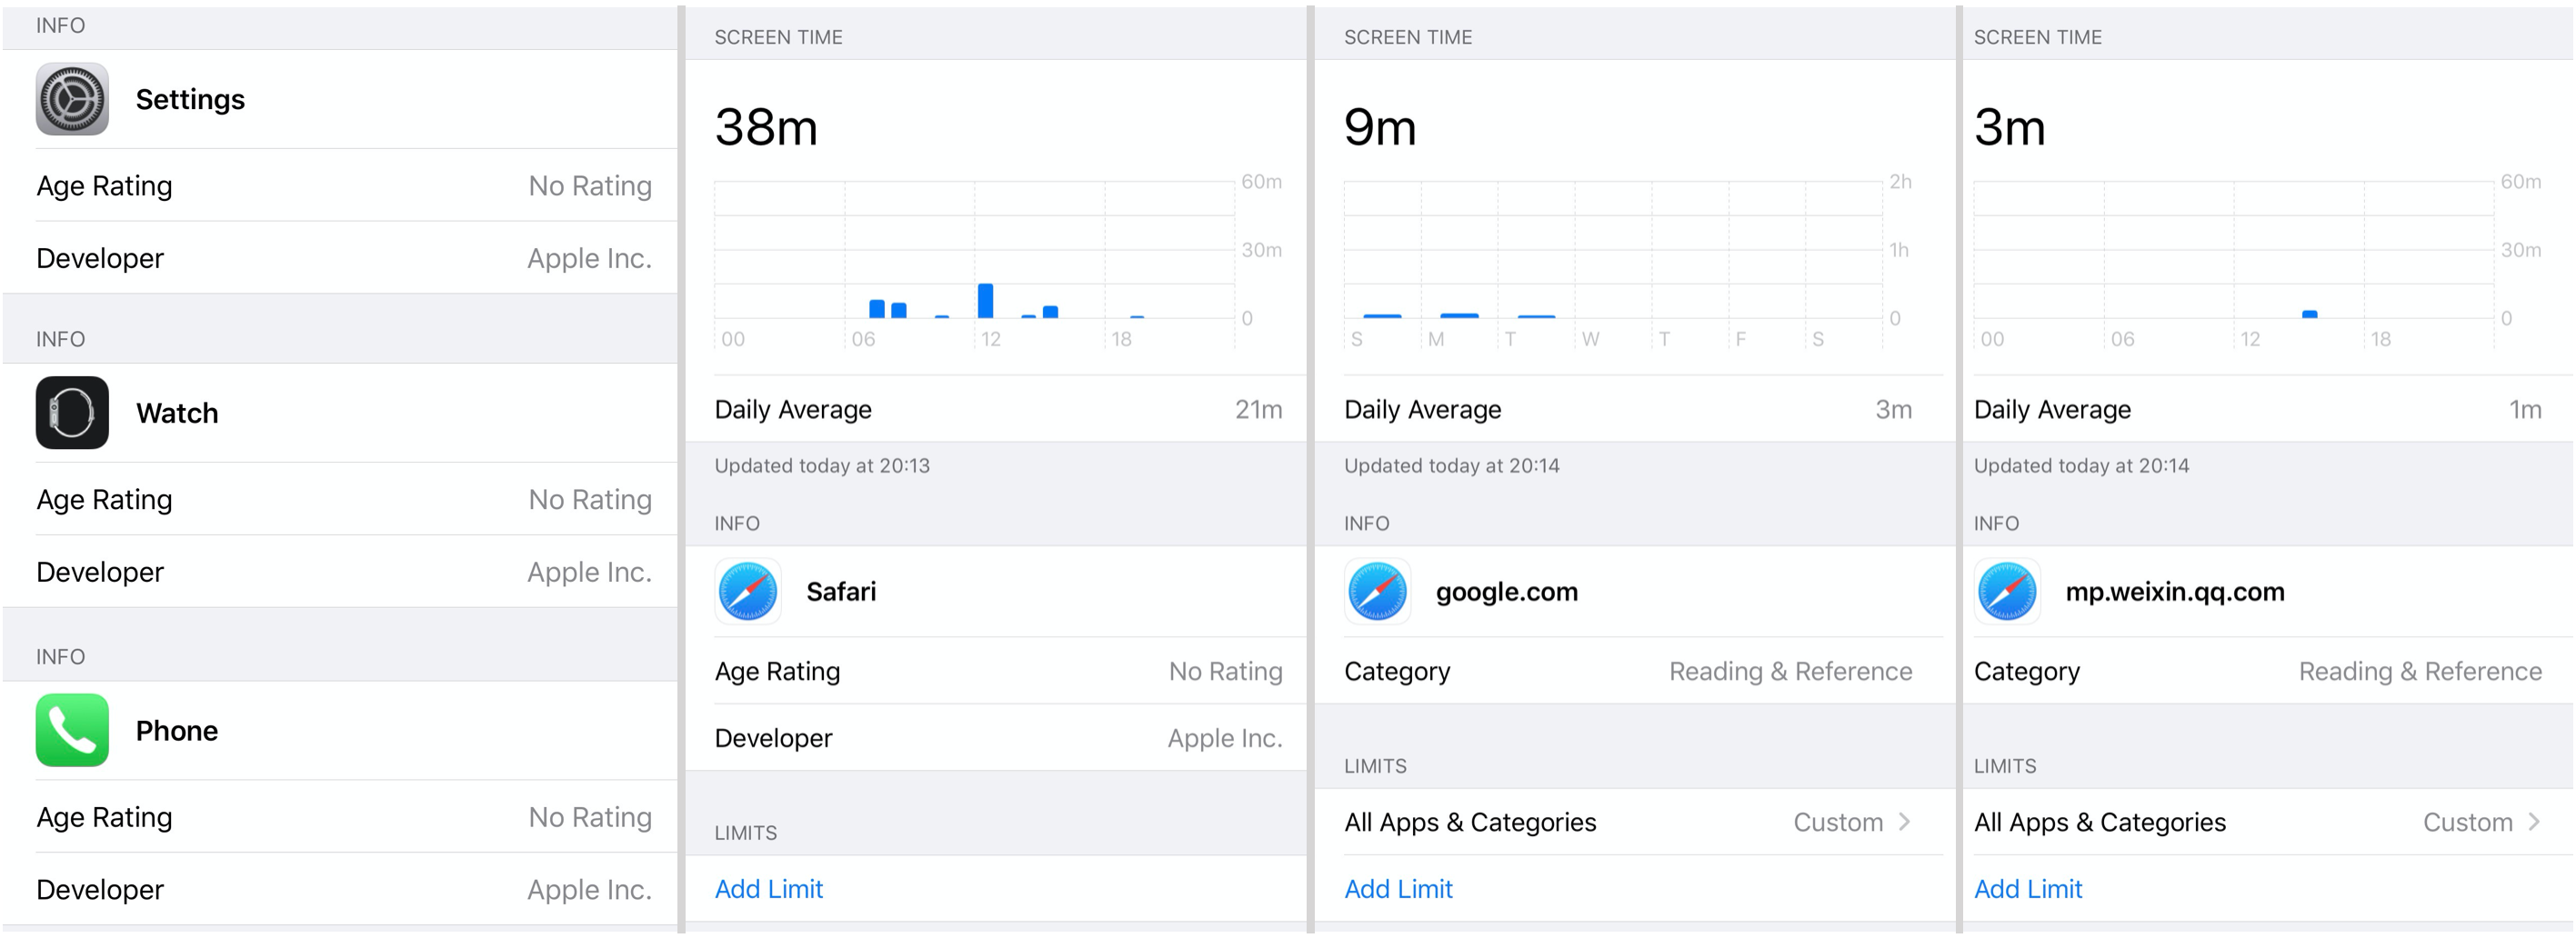 INFO
Settings
Age Rating No Rating
Developer Apple Inc.
INFO
Watch
Age Rating No Rating
Developer Apple Inc.
INFO
Phone
Age Rating No Rating
Developer Apple Inc.
SCREEN TIME
38m
60m
30m
0
00 06 12 18
Daily Average 21m
Updated today at 20:13
INFO
Safari
Age Rating No Rating
Developer Apple Inc.
LIMITS
Add Limit
SCREEN TIME
9m
2h
1h
0
S M T W T F S
Daily Average 3m
Updated today at 20:14
INFO
google.com
Category Reading & Reference
LIMITS
All Apps & Categories Custom
Add Limit
SCREEN TIME
3m
60m
30m
0
00 06 12 18
Daily Average 1m
Updated today at 20:14
INFO
mp.weixin.qq.com
Category Reading & Reference
LIMITS
All Apps & Categories Custom
Add Limit